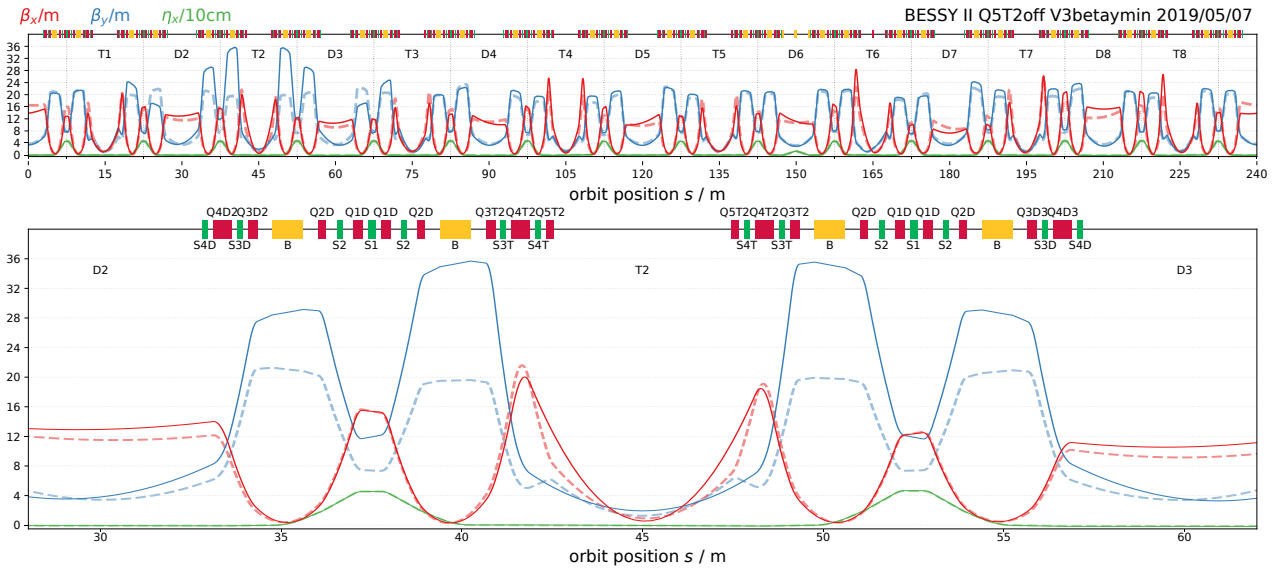 βx/m βy/m ηx/10cm BESSY II Q5T2off V3betaymin 2019/05/07
36
32
28
24
20
16
12
8
4
0
T1 D2 T2 D3 T3 D4 T4 D5 T5 D6 T6 D7 T7 D8 T8
0 15 30 45 60 75 90 105 120 135 150 165 180 195 210 225 240
orbit position s / m
Q4D2 Q3D2 Q2D Q1D Q1D Q2D Q3T2 Q4T2 Q5T2 Q5T2 Q4T2 Q3T2 Q2D Q1D Q1D Q2D Q3D3 Q4D3
S4D S3D B S2 S1 S2 B S3T S4T S4T S3T B S2 S1 S2 B S3D S4D
D2 T2 D3
36
32
28
24
20
16
12
8
4
0
30 35 40 45 50 55 60
orbit position s / m